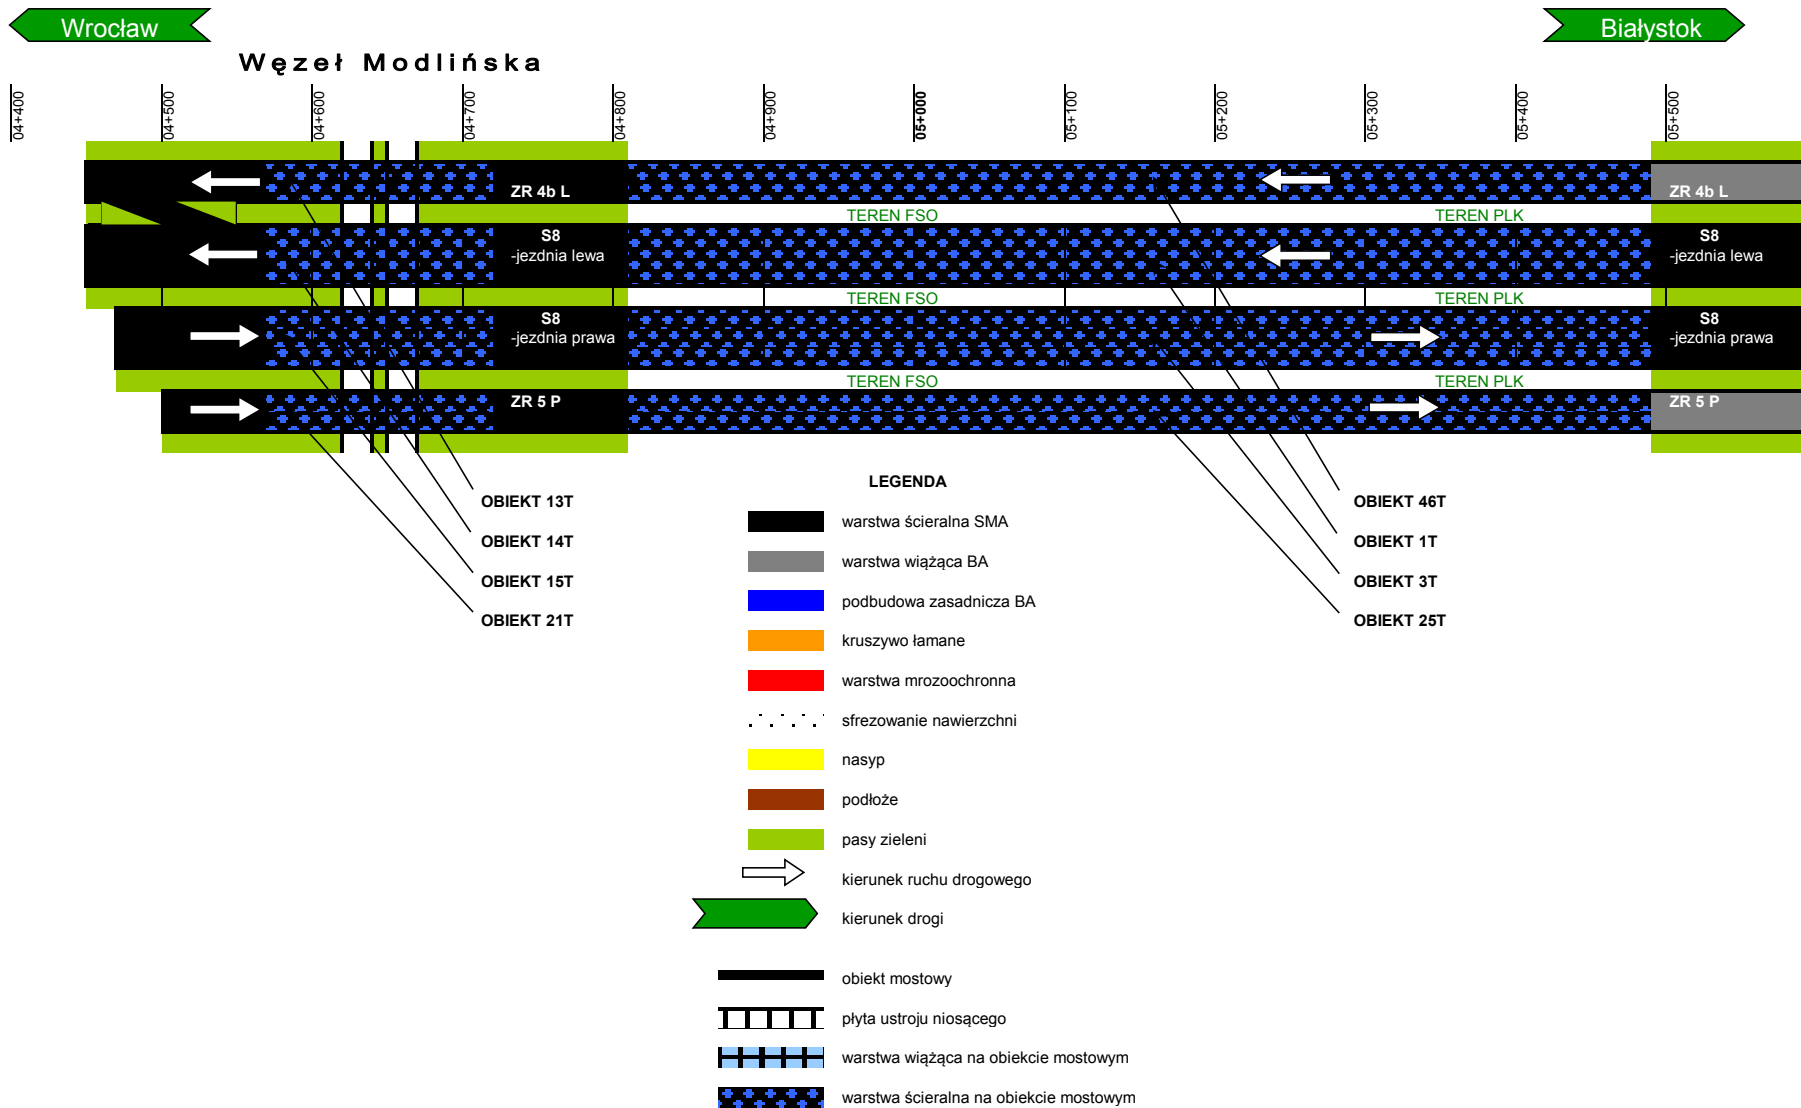 Wrocław
Białystok
Węzeł Modlińska
04+400
04+500
04+600
04+700
04+800
04+900
05+000
05+100
05+200
05+300
05+400
05+500
ZR 4b L
ZR 4b L
TEREN FSO
TEREN PLK
S8
-jezdnia lewa
S8
-jezdnia lewa
TEREN FSO
TEREN PLK
S8
-jezdnia prawa
S8
-jezdnia prawa
TEREN FSO
TEREN PLK
ZR 5 P
ZR 5 P
OBIEKT 13T
OBIEKT 14T
OBIEKT 15T
OBIEKT 21T
OBIEKT 46T
OBIEKT 1T
OBIEKT 3T
OBIEKT 25T
LEGENDA
warstwa ścieralna SMA
warstwa wiążąca BA
podbudowa zasadnicza BA
kruszywo łamane
warstwa mrozoochronna
sfrezowanie nawierzchni
nasyp
podłoże
pasy zieleni
kierunek ruchu drogowego
kierunek drogi
obiekt mostowy
płyta ustroju niosącego
warstwa wiążąca na obiekcie mostowym
warstwa ścieralna na obiekcie mostowym